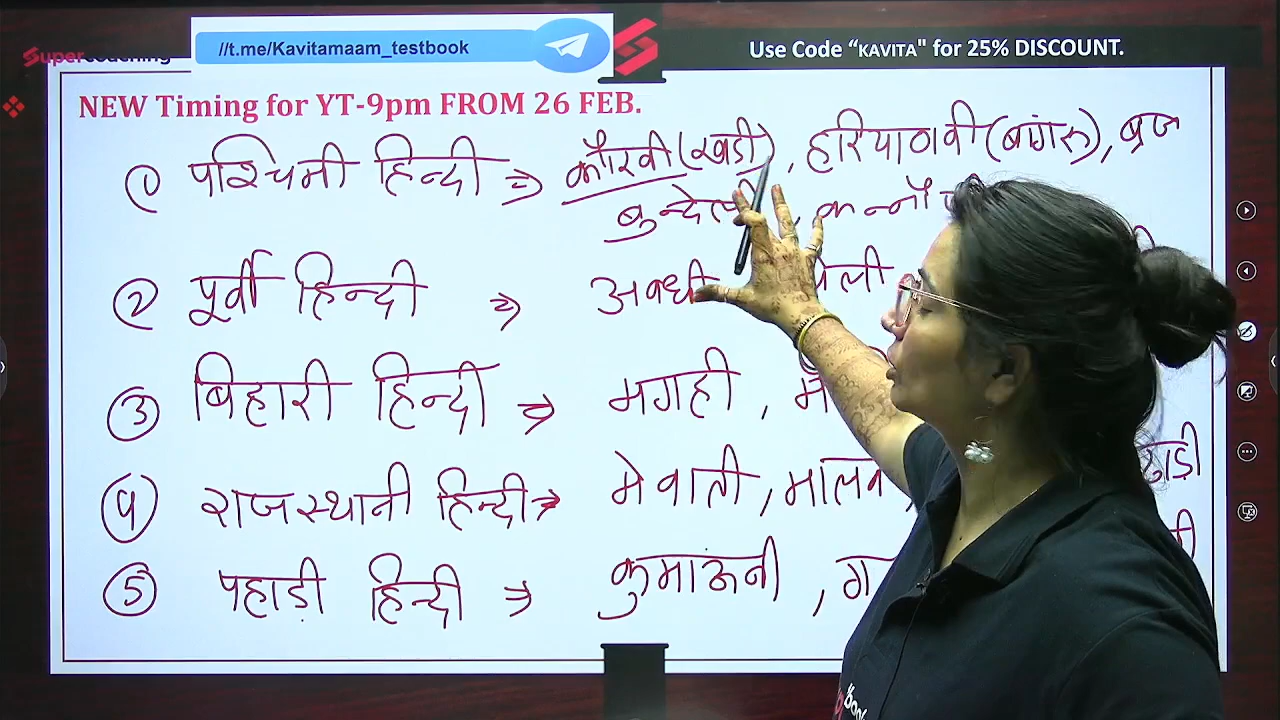 //t.me/Kavitamaam_testbook
Use Code “KAVITA" for 25% DISCOUNT.
Supercoaching
NEW Timing for YT-9pm FROM 26 FEB.
① पश्चिमी हिन्दी ⇒ कौरवी (खडी), हरियाणवी (बांगरू), ब्रज
बुन्देली, कन्नौजी
② पूर्वी हिन्दी ⇒ अवधी
③ बिहारी हिन्दी ⇒ मगही,
④ राजस्थानी हिन्दी ⇒ मेवाती, मालवी
⑤ पहाड़ी हिन्दी ⇒ कुमाऊंनी,